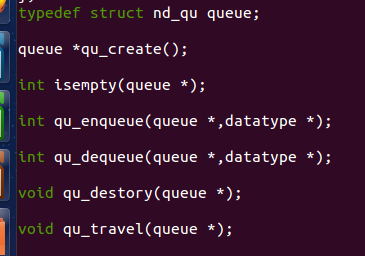 typedef struct nd_qu queue;
queue *qu_create();
int isempty(queue *);
int qu_enqueue(queue *,datatype *);
int qu_dequeue(queue *,datatype *);
void qu_destory(queue *);
void qu_travel(queue *);